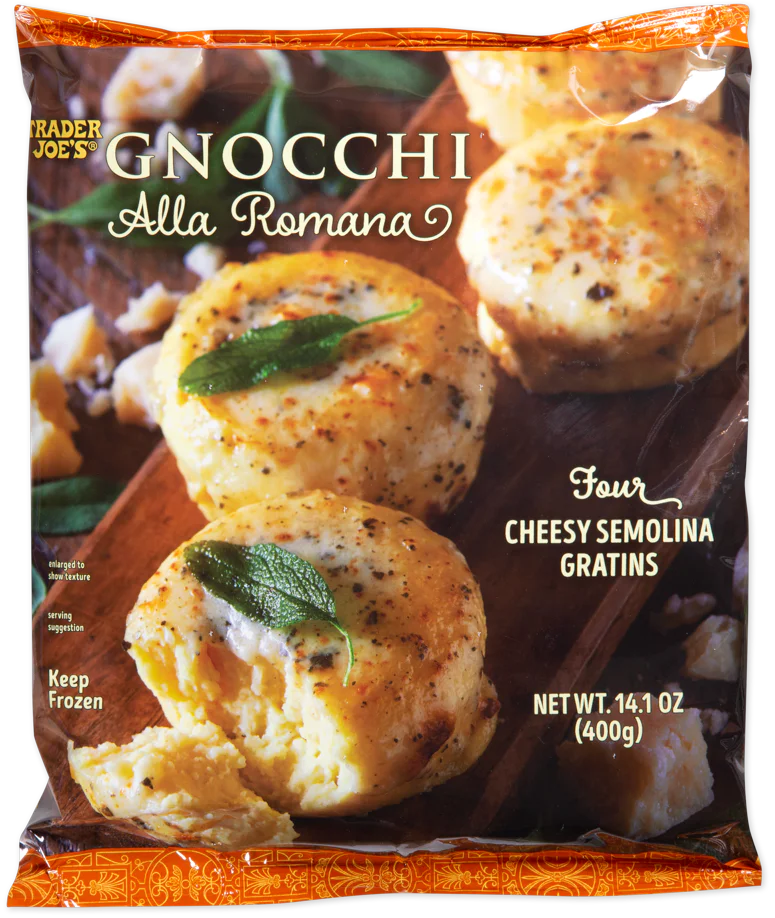 TRADER
JOE'S®
GNOCCHI
Alla Romana
Four
CHEESY SEMOLINA
GRATINS
enlarged to
show texture
serving
suggestion
Keep
Frozen
NET WT. 14.1 OZ
(400g)